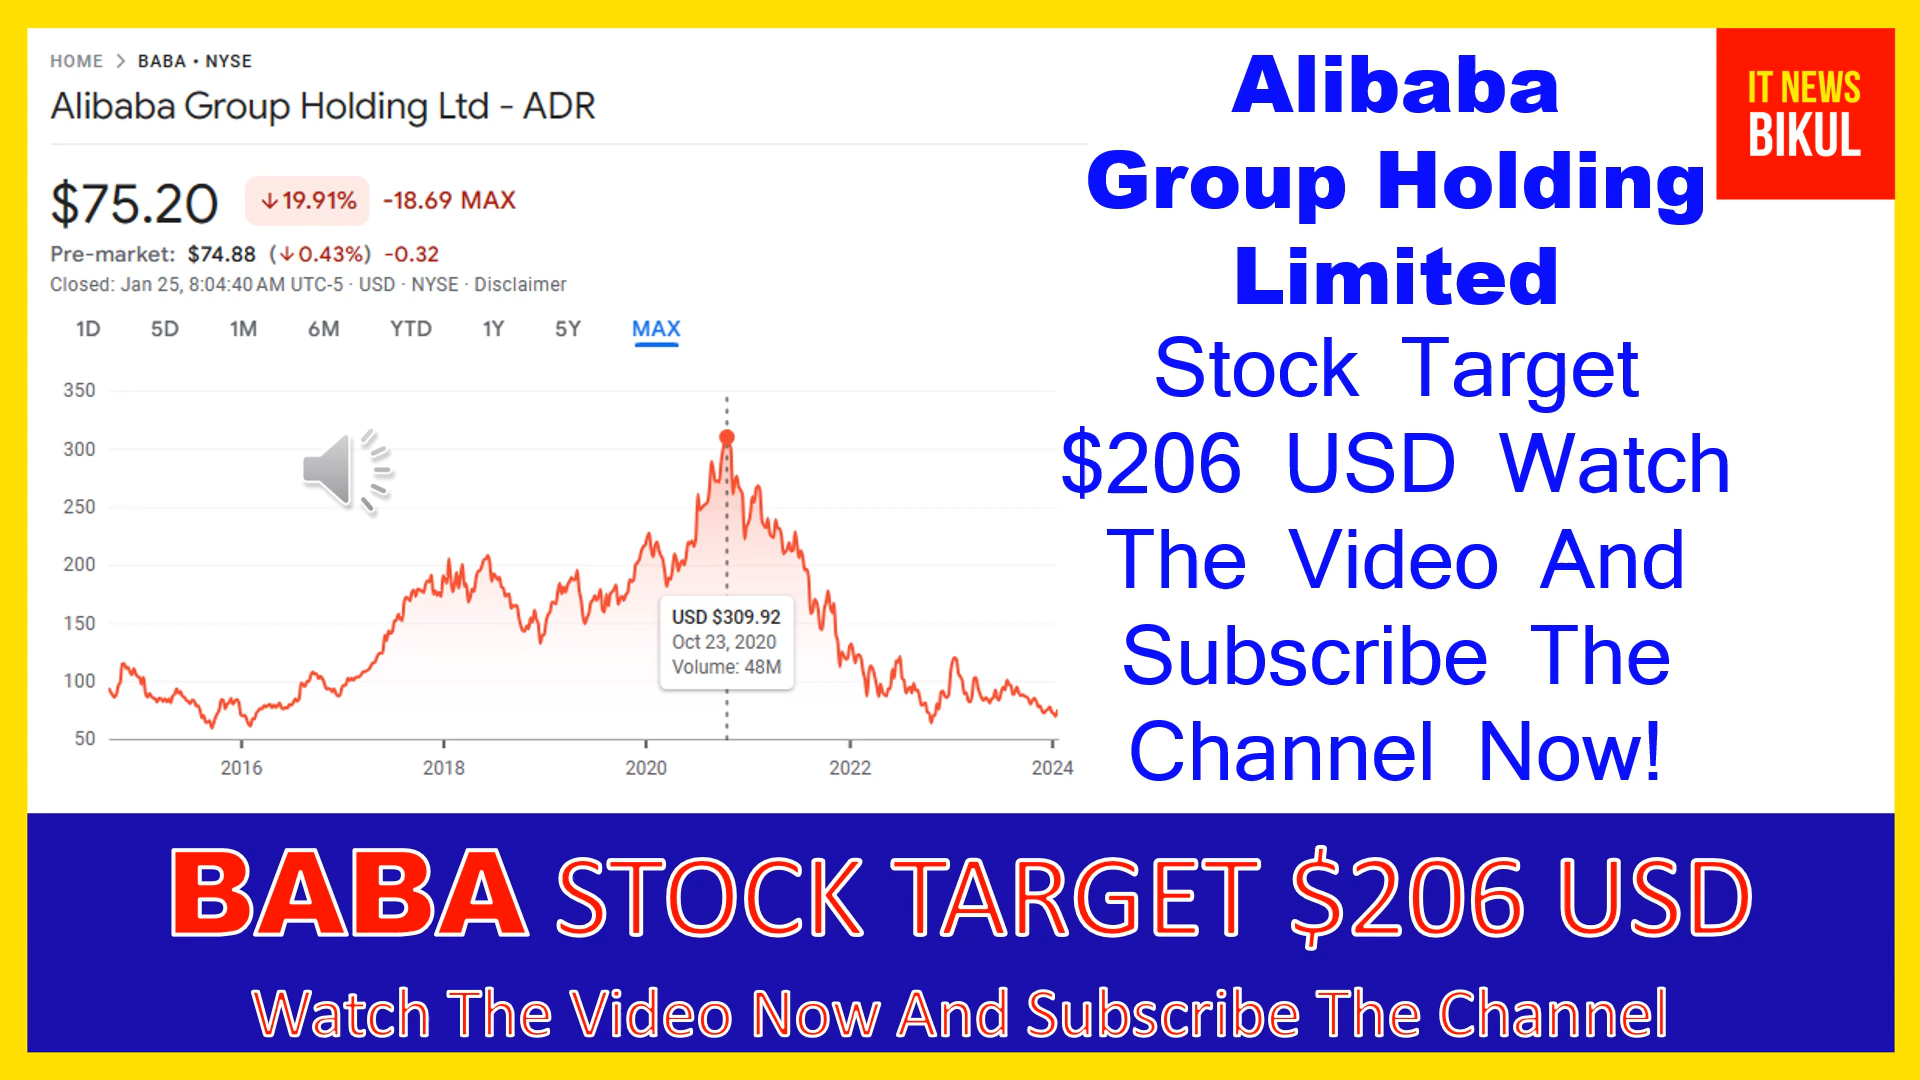 HOME > BABA • NYSE
Alibaba Group Holding Ltd - ADR
$75.20 ↓19.91% -18.69 MAX
Pre-market: $74.88 (↓0.43%) -0.32
Closed: Jan 25, 8:04:40 AM UTC-5 · USD · NYSE · Disclaimer
1D 5D 1M 6M YTD 1Y 5Y MAX
350
300
250
200
150
100
50
USD $309.92
Oct 23, 2020
Volume: 48M
2016 2018 2020 2022 2024
Alibaba
Group Holding
Limited
Stock Target
$206 USD Watch
The Video And
Subscribe The
Channel Now!
IT NEWS
BIKUL
BABA STOCK TARGET $206 USD
Watch The Video Now And Subscribe The Channel